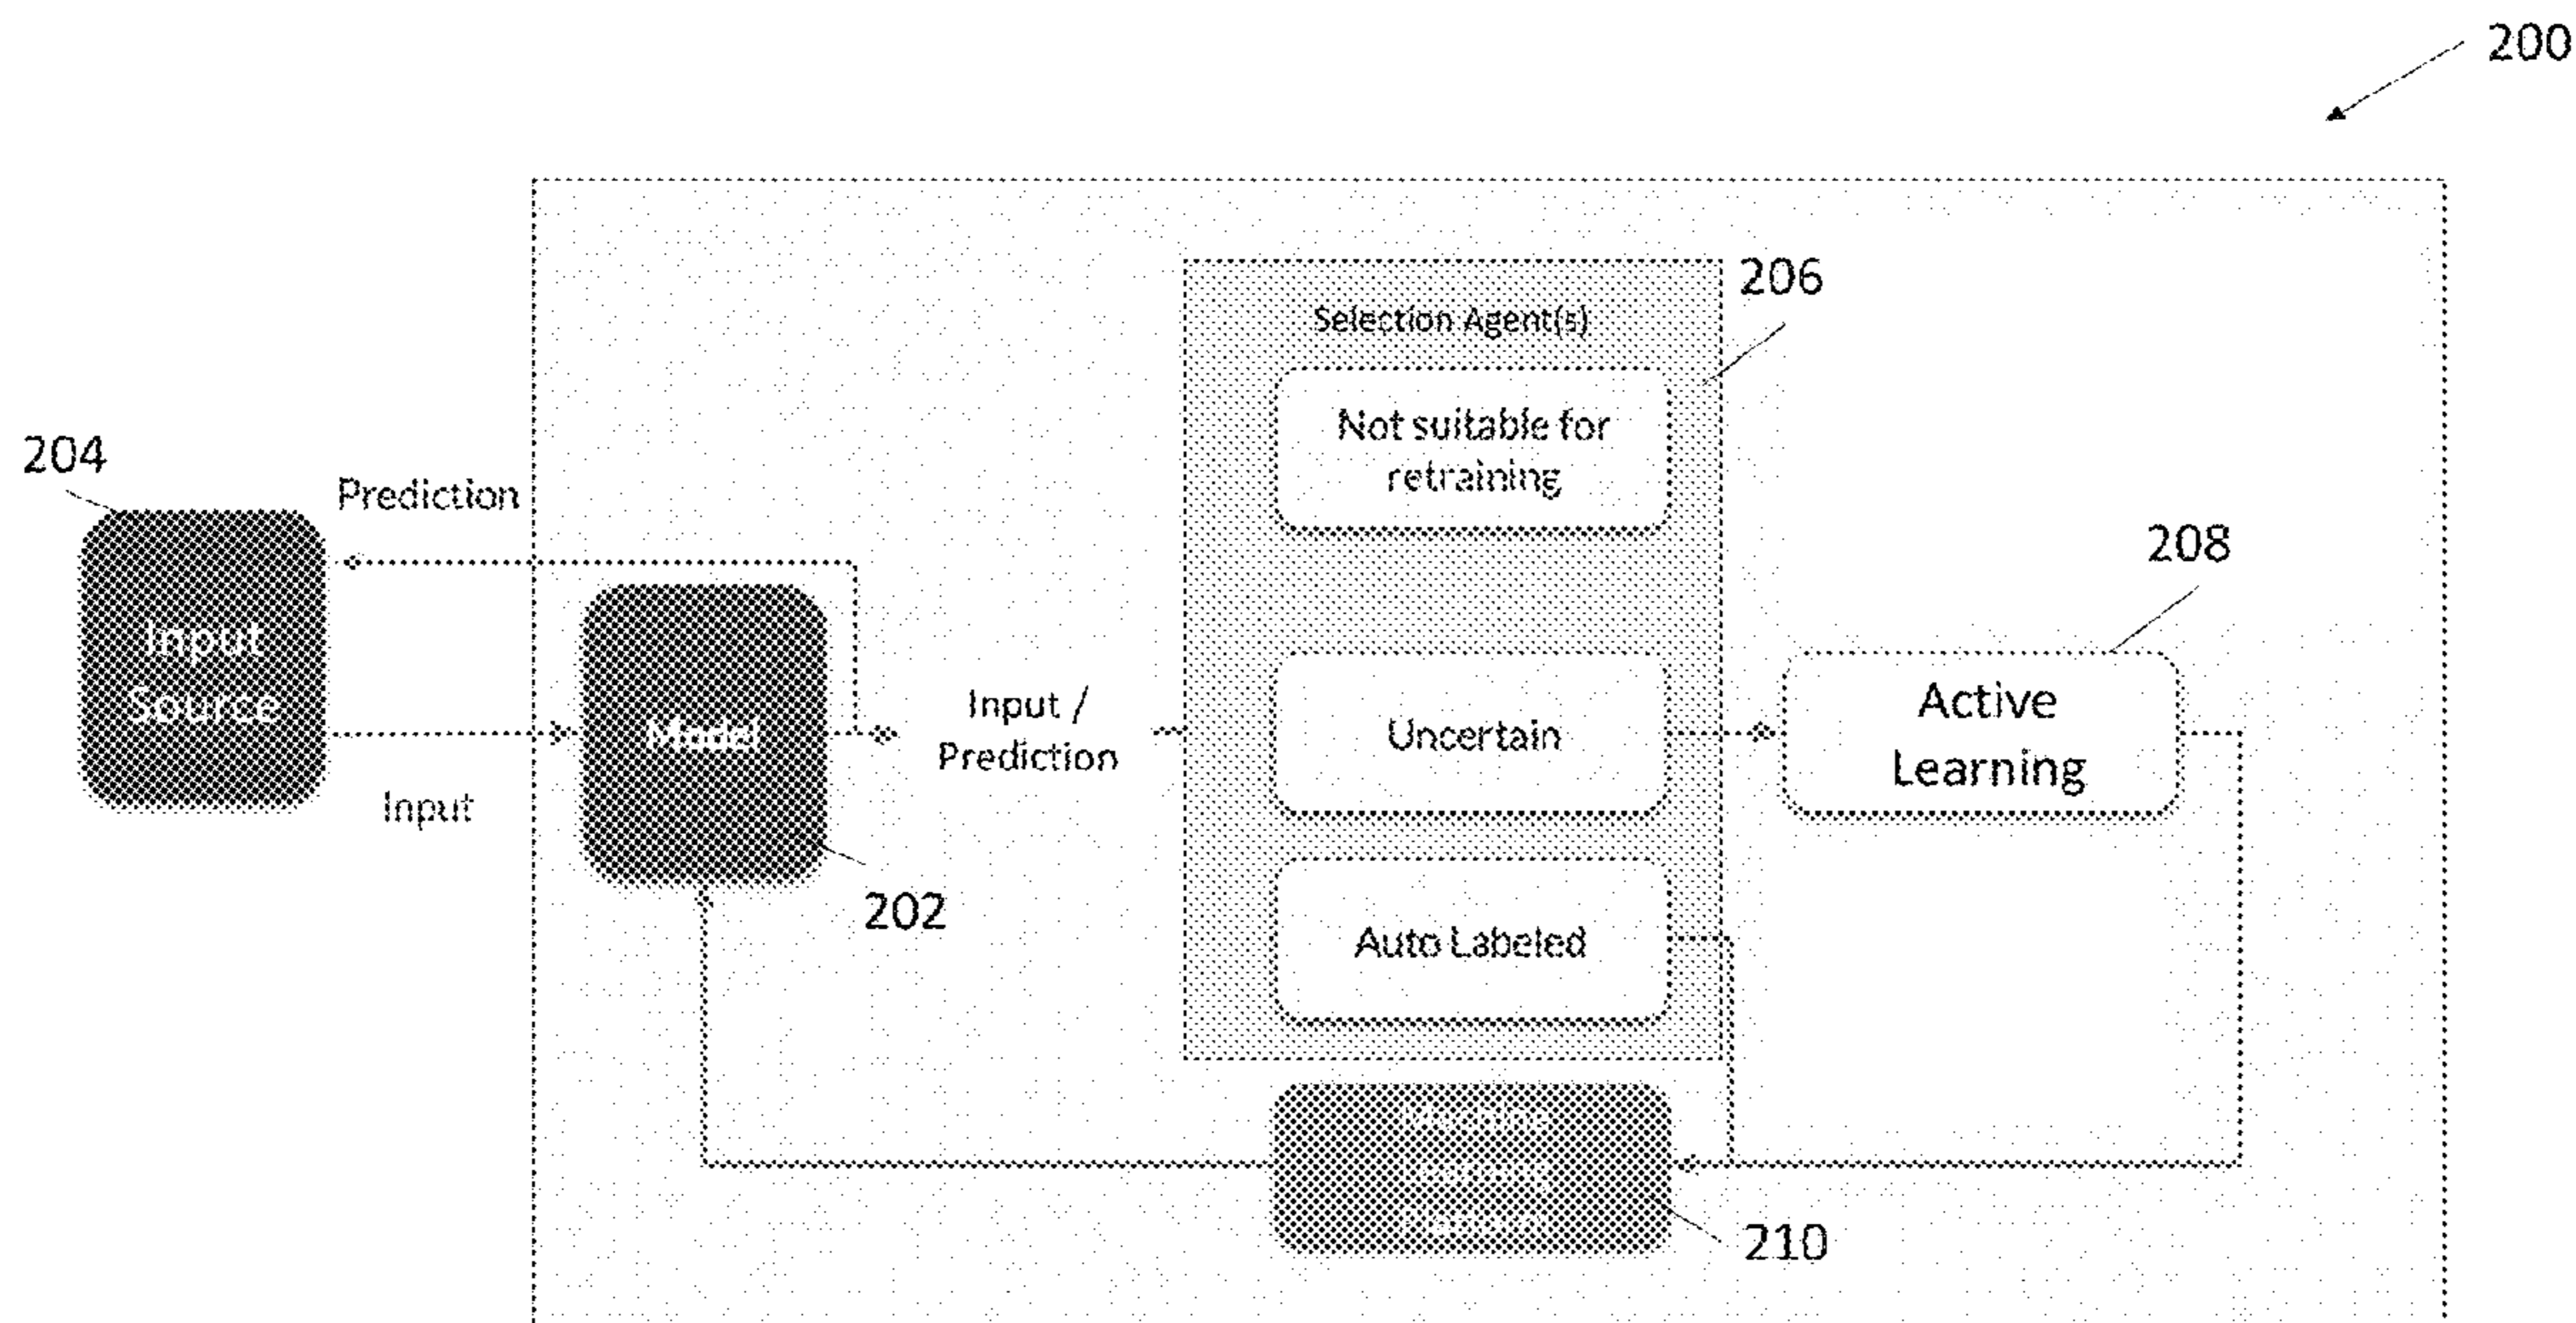 200
206
Selection Agent(s)
Not suitable for
retraining
204
Prediction
208
Input
Source
Model
Input /
Prediction
Uncertain
Active
Learning
Input
202
Auto Labeled
Machine
210